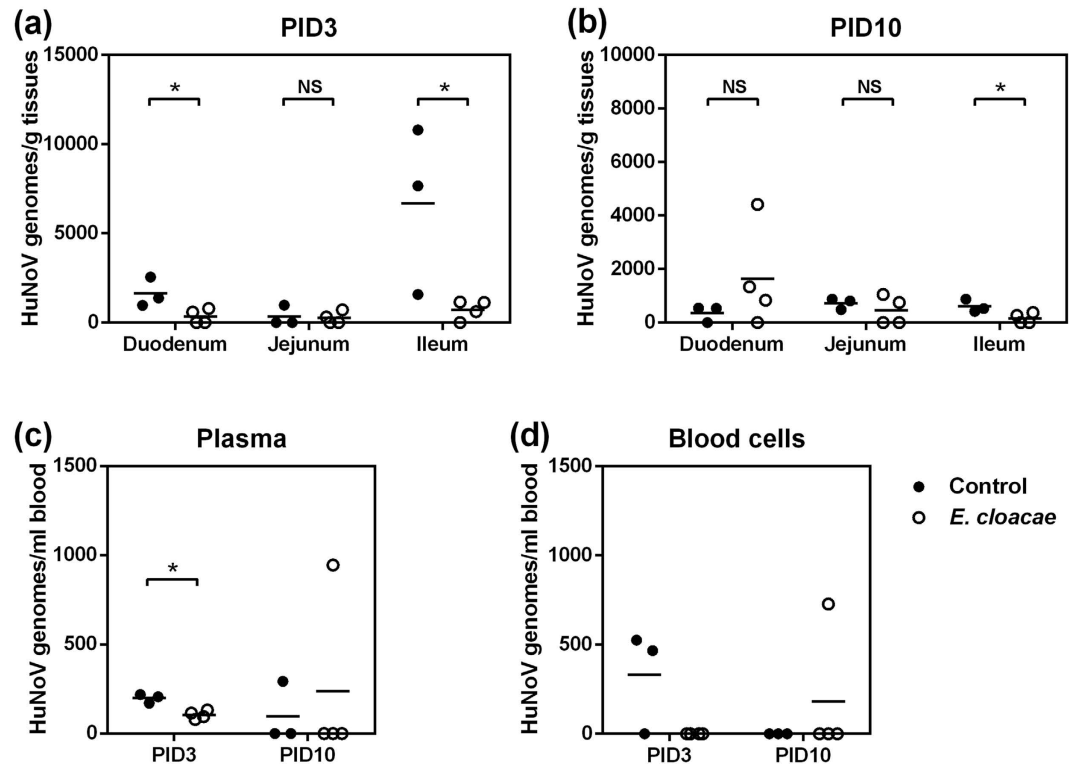 (a) PID3
HuNoV genomes/g tissues
15000
10000
5000
0
* NS *
Duodenum Jejunum Ileum
(b) PID10
HuNoV genomes/g tissues
10000
8000
6000
4000
2000
0
NS NS *
Duodenum Jejunum Ileum
(c) Plasma
HuNoV genomes/ml blood
1500
1000
500
0
*
PID3 PID10
(d) Blood cells
HuNoV genomes/ml blood
1500
1000
500
0
PID3 PID10
Control
E. cloacae